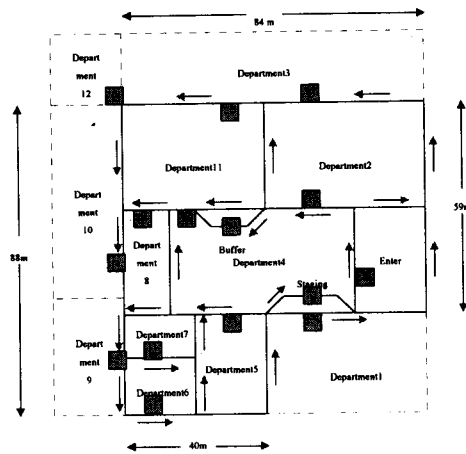 84 m
Depart
ment
12
Department3
Department11
Department2
Depart
ment
10
59m
88m
Depart
ment
8
Buffer
Department4
Enter
Staging
Department7
Depart
ment
9
Department6
Department5
Department1
40m